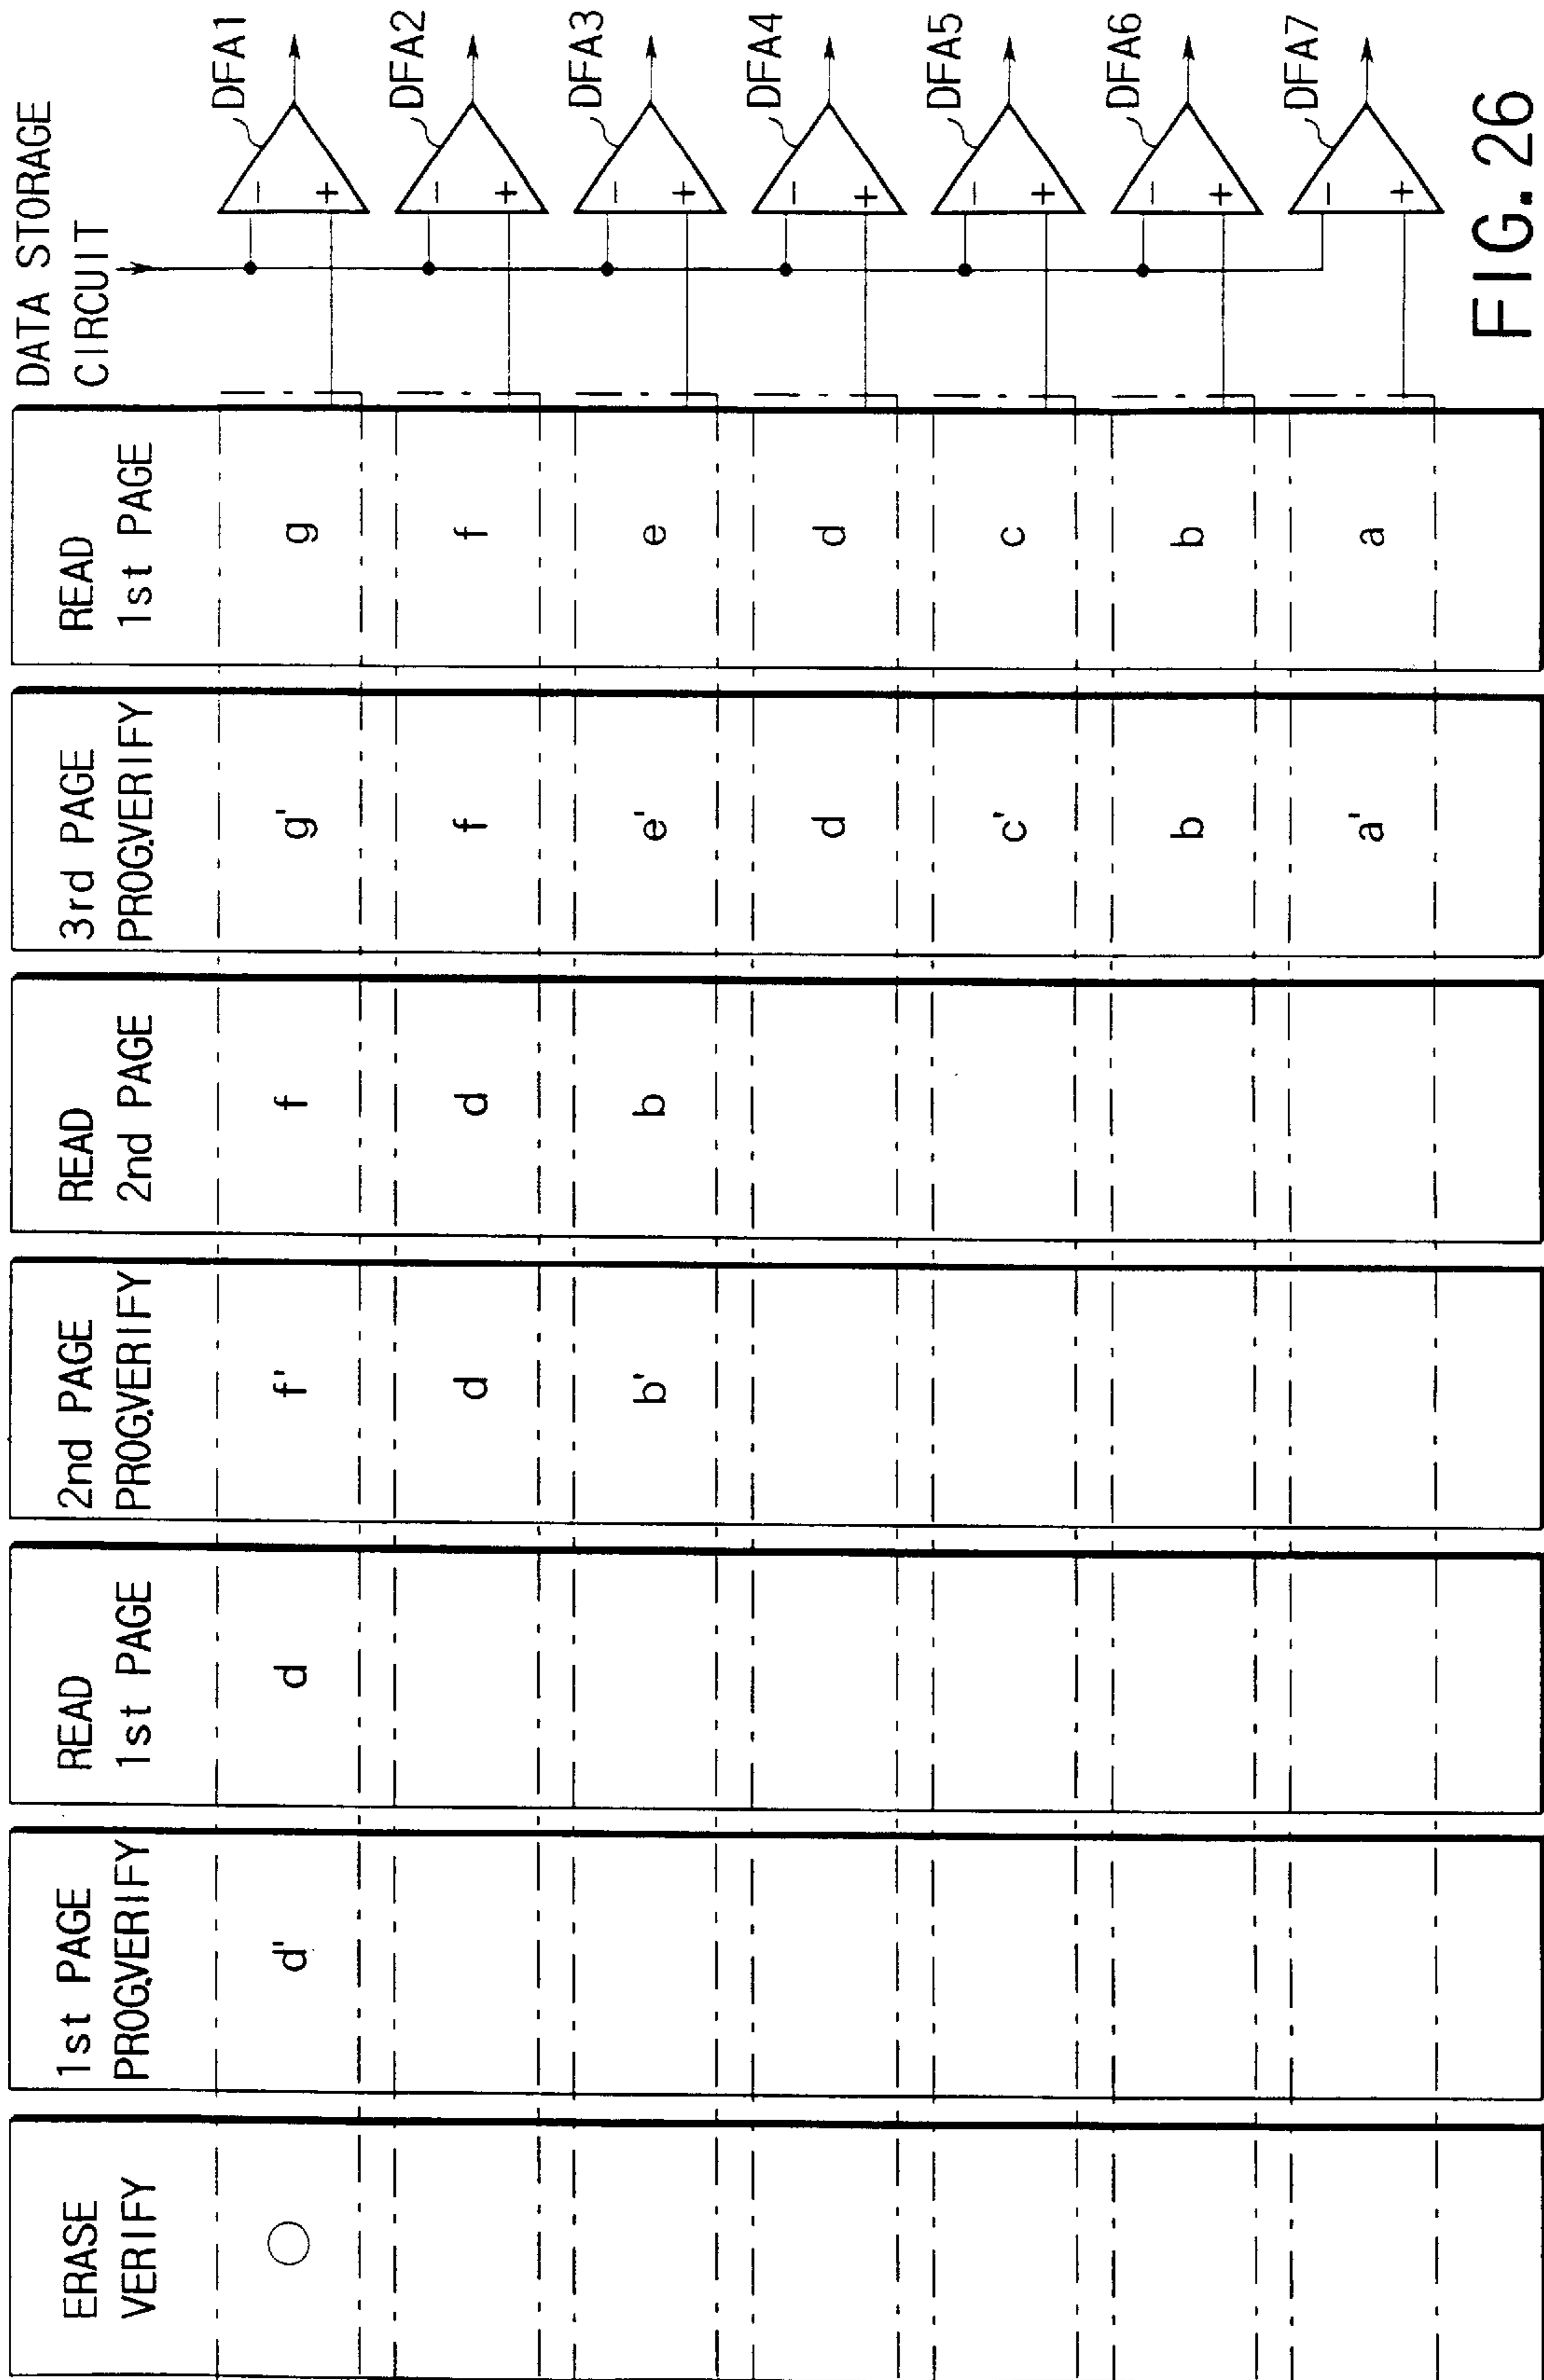 ERASE
VERIFY
1st PAGE
PROG.VERIFY
READ
1st PAGE
2nd PAGE
PROG.VERIFY
READ
2nd PAGE
3rd PAGE
PROG.VERIFY
READ
1st PAGE
DATA STORAGE
CIRCUIT
○ d' d f' f g' g - + DFA1
d d f f - + DFA2
b' b e' e - + DFA3
d d - + DFA4
c' c - + DFA5
b b - + DFA6
a' a - + DFA7
FIG. 26